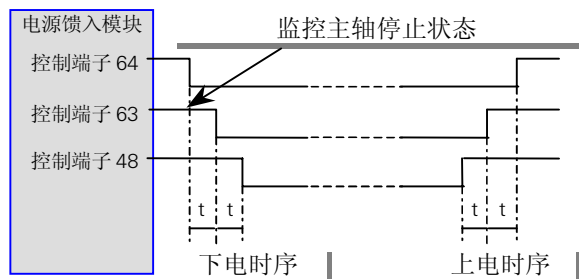 电源馈入模块
监控主轴停止状态
控制端子 64
控制端子 63
控制端子 48
t t t t
下电时序 上电时序